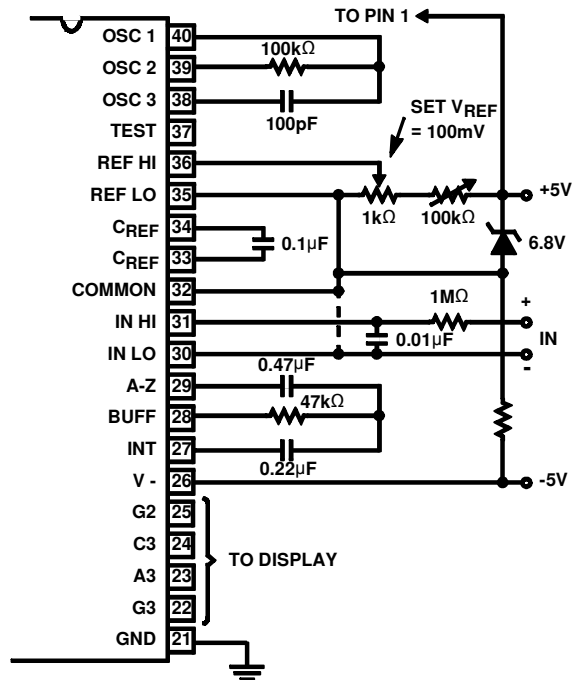 TO PIN 1
OSC 1 40
100kΩ
OSC 2 39
OSC 3 38
100pF
SET VREF
= 100mV
TEST 37
REF HI 36
REF LO 35
+5V
1kΩ
100kΩ
CREF 34
6.8V
0.1µF
CREF 33
COMMON 32
1MΩ
+
IN HI 31
0.01µF
IN
IN LO 30
-
0.47µF
A-Z 29
47kΩ
BUFF 28
INT 27
0.22µF
V - 26
-5V
G2 25
C3 24
TO DISPLAY
A3 23
G3 22
GND 21